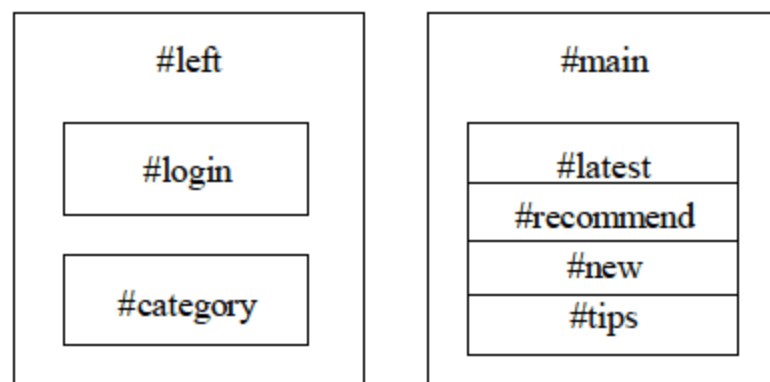 #left
#login
#category
#main
#latest
#recommend
#new
#tips